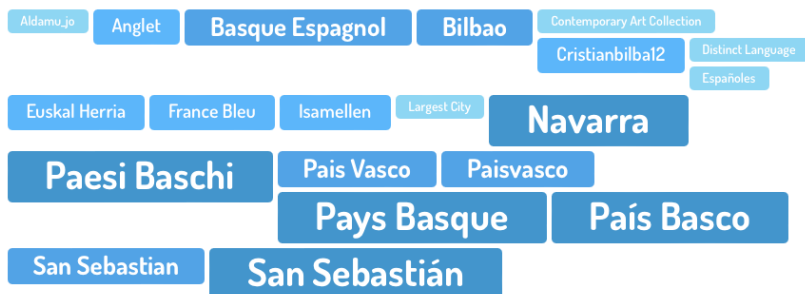 Aldamu_jo Anglet Basque Espagnol Bilbao Contemporary Art Collection
Cristianbilba12 Distinct Language
Españoles
Euskal Herria France Bleu Isamellen Largest City Navarra
Paesi Baschi Pais Vasco Paisvasco
Pays Basque País Basco
San Sebastian San Sebastián